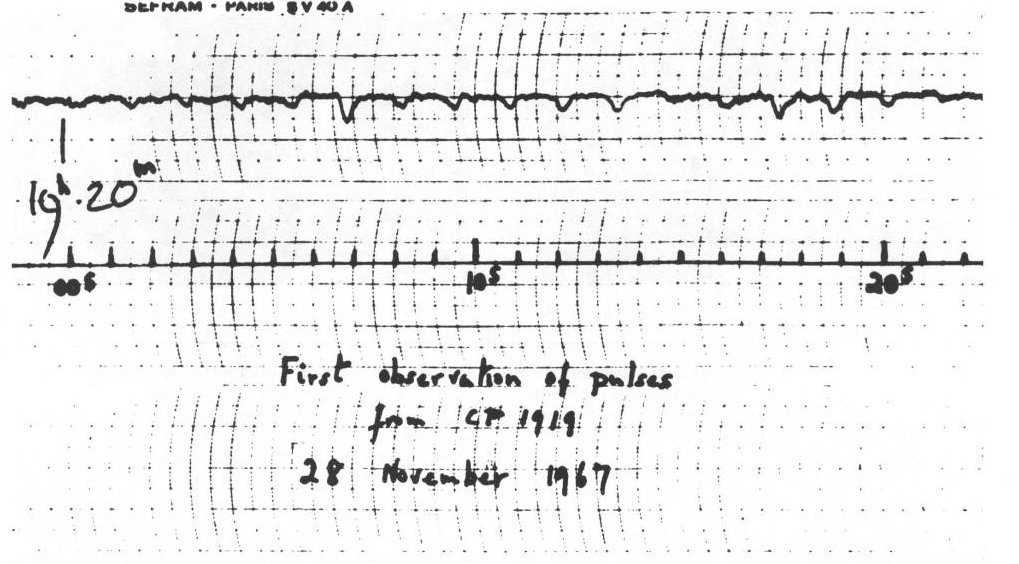 SEFRAM - PARIS
19h.20m
00s 10s 20s
First observation of pulses
from CP 1919
28 November 1967